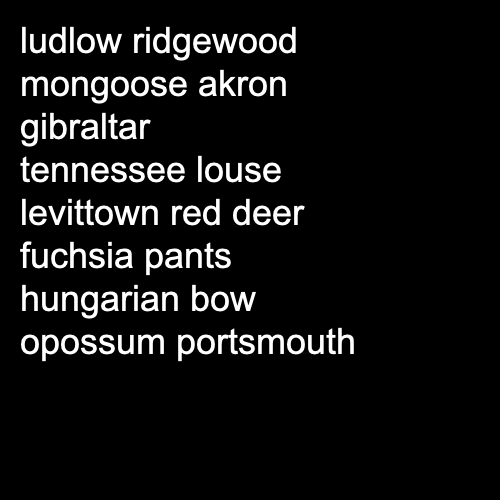 ludlow ridgewood
mongoose akron
gibraltar
tennessee louse
levittown red deer
fuchsia pants
hungarian bow
opossum portsmouth